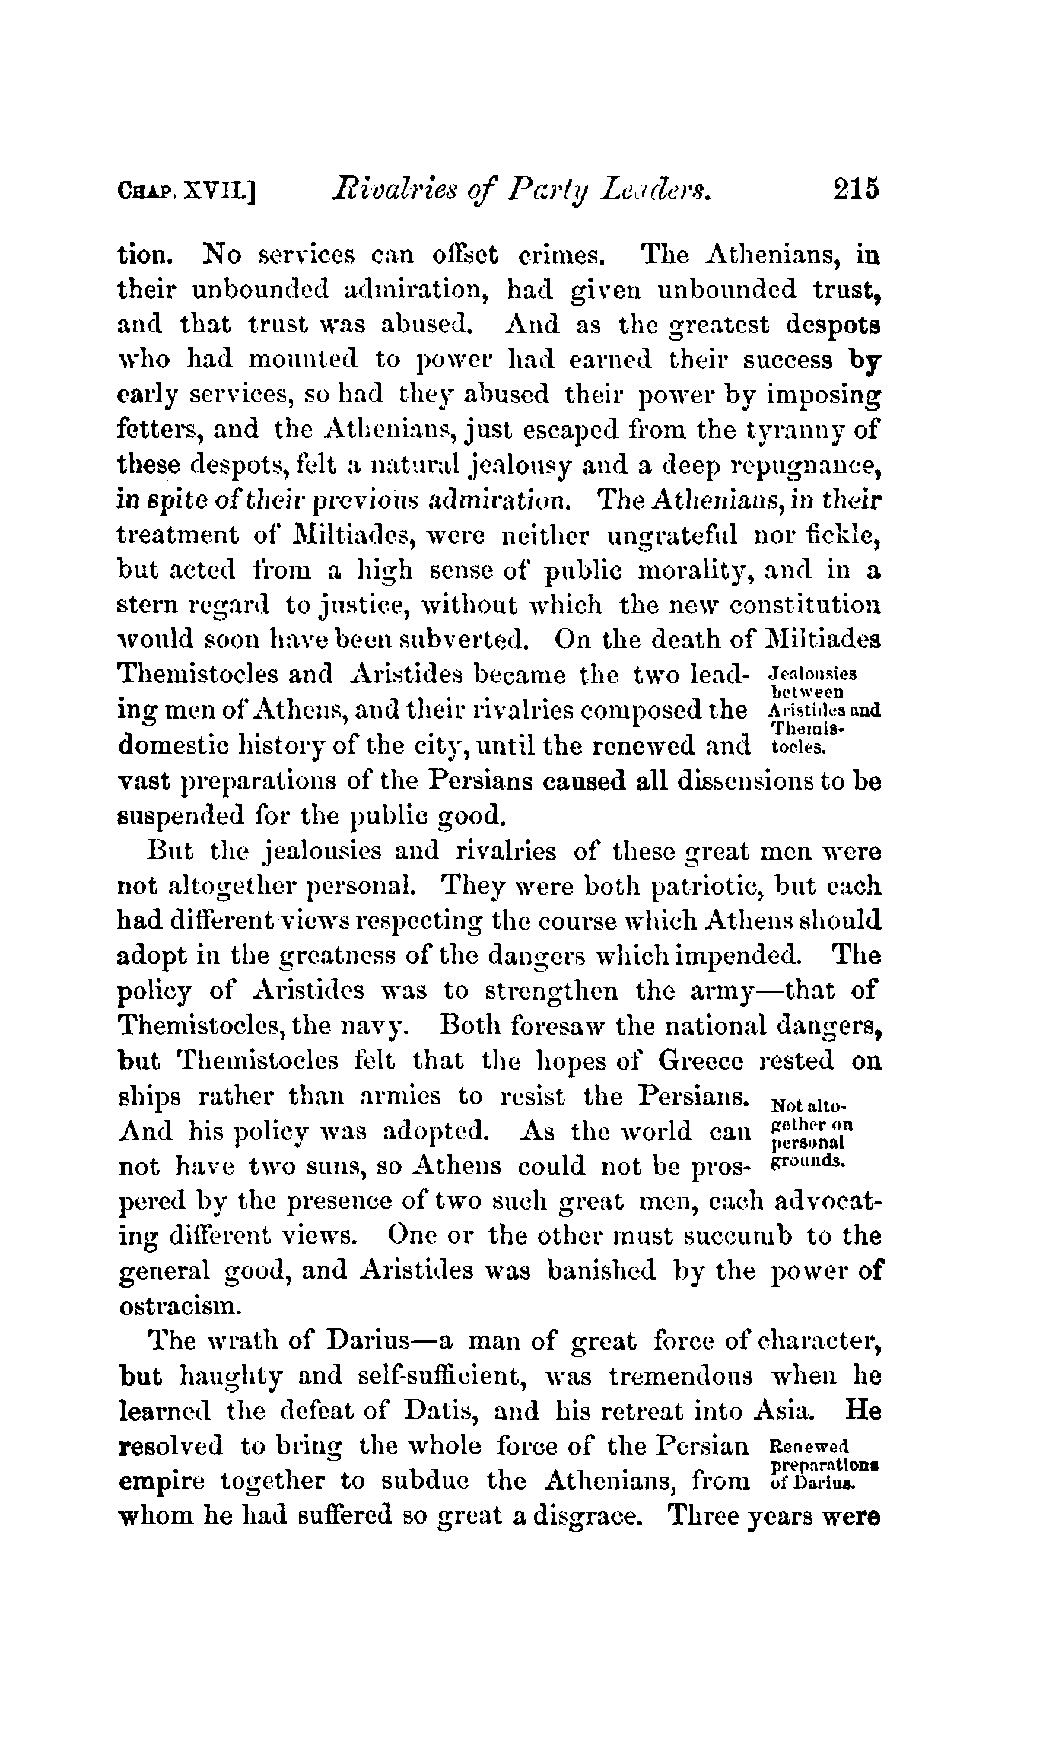 CHAP. XVII.] Rivalries of Party Leaders. 215
tion. No services can offset crimes. The Athenians, in
their unbounded admiration, had given unbounded trust,
and that trust was abused. And as the greatest despots
who had mounted to power had earned their success by
early services, so had they abused their power by imposing
fetters, and the Athenians, just escaped from the tyranny of
these despots, felt a natural jealousy and a deep repugnance,
in spite of their previous admiration. The Athenians, in their
treatment of Miltiades, were neither ungrateful nor fickle,
but acted from a high sense of public morality, and in a
stern regard to justice, without which the new constitution
would soon have been subverted. On the death of Miltiades
Themistocles and Aristides became the two lead-
ing men of Athens, and their rivalries composed the
domestic history of the city, until the renewed and
Jealousies
between
Aristides and
Themis-
tocles.
vast preparations of the Persians caused all dissensions to be
suspended for the public good.
But the jealousies and rivalries of these great men were
not altogether personal. They were both patriotic, but each
had different views respecting the course which Athens should
adopt in the greatness of the dangers which impended. The
policy of Aristides was to strengthen the army—that of
Themistocles, the navy. Both foresaw the national dangers,
but Themistocles felt that the hopes of Greece rested on
ships rather than armies to resist the Persians.
And his policy was adopted. As the world can
not have two suns, so Athens could not be pros-
Not alto-
gether on
personal
grounds.
pered by the presence of two such great men, each advocat-
ing different views. One or the other must succumb to the
general good, and Aristides was banished by the power of
ostracism.
The wrath of Darius—a man of great force of character,
but haughty and self-sufficient, was tremendous when he
learned the defeat of Datis, and his retreat into Asia. He
resolved to bring the whole force of the Persian
empire together to subdue the Athenians, from
Renewed
preparations
of Darius.
whom he had suffered so great a disgrace. Three years were